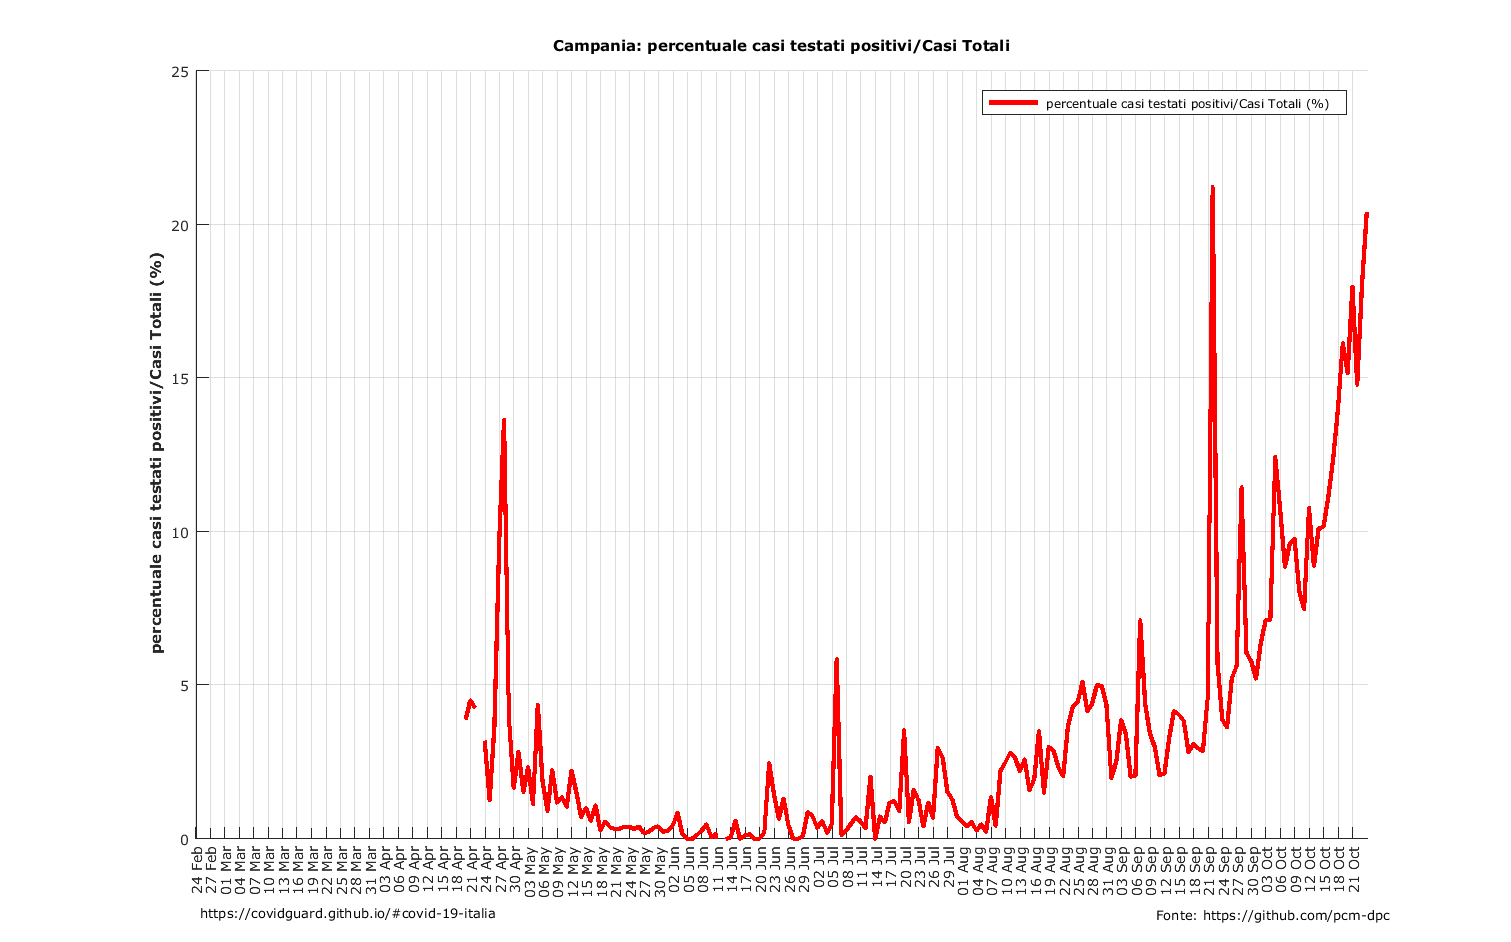 Campania: percentuale casi testati positivi/Casi Totali
percentuale casi testati positivi/Casi Totali (%)
percentuale casi testati positivi/Casi Totali (%)
25
20
15
10
5
0
24 Feb
27 Feb
01 Mar
04 Mar
07 Mar
10 Mar
13 Mar
16 Mar
19 Mar
22 Mar
25 Mar
28 Mar
31 Mar
03 Apr
06 Apr
09 Apr
12 Apr
15 Apr
18 Apr
21 Apr
24 Apr
27 Apr
30 Apr
03 May
06 May
09 May
12 May
15 May
18 May
21 May
24 May
27 May
30 May
02 Jun
05 Jun
08 Jun
11 Jun
14 Jun
17 Jun
20 Jun
23 Jun
26 Jun
29 Jun
02 Jul
05 Jul
08 Jul
11 Jul
14 Jul
17 Jul
20 Jul
23 Jul
26 Jul
29 Jul
01 Aug
04 Aug
07 Aug
10 Aug
13 Aug
16 Aug
19 Aug
22 Aug
25 Aug
28 Aug
31 Aug
03 Sep
06 Sep
09 Sep
12 Sep
15 Sep
18 Sep
21 Sep
24 Sep
27 Sep
30 Sep
03 Oct
06 Oct
09 Oct
12 Oct
15 Oct
18 Oct
21 Oct
https://covidguard.github.io/#covid-19-italia
Fonte: https://github.com/pcm-dpc